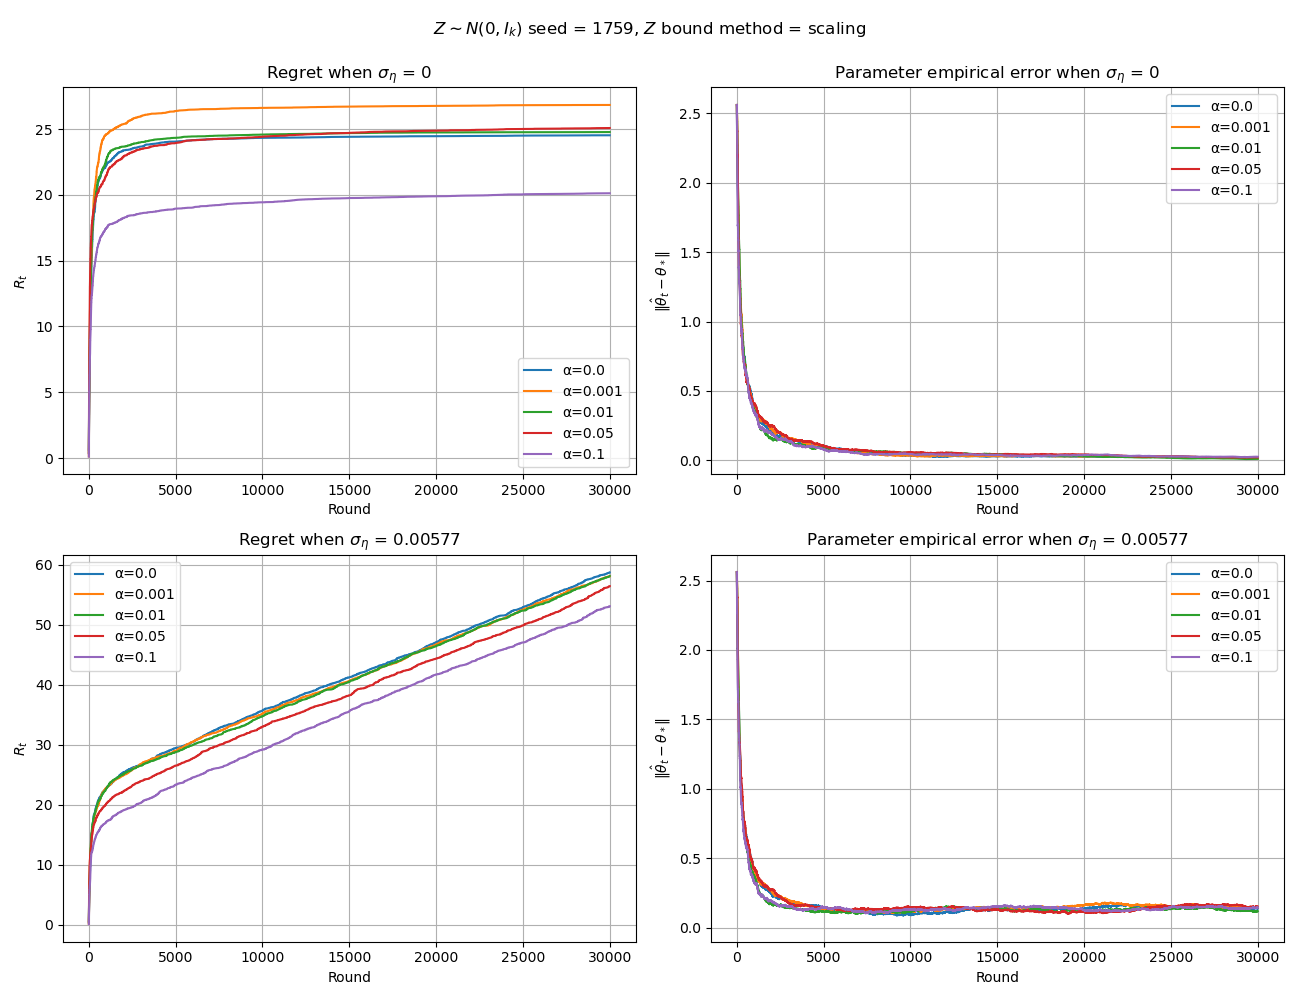 Z ∼ N(0, I_k) seed = 1759, Z bound method = scaling
Regret when σ_η = 0
R_t
25
20
15
10
5
0
α=0.0
α=0.001
α=0.01
α=0.05
α=0.1
0 5000 10000 15000 20000 25000 30000
Round
Parameter empirical error when σ_η = 0
‖θ̂_t − θ_*‖
2.5
2.0
1.5
1.0
0.5
0.0
α=0.0
α=0.001
α=0.01
α=0.05
α=0.1
0 5000 10000 15000 20000 25000 30000
Round
Regret when σ_η = 0.00577
R_t
60
50
40
30
20
10
0
α=0.0
α=0.001
α=0.01
α=0.05
α=0.1
0 5000 10000 15000 20000 25000 30000
Round
Parameter empirical error when σ_η = 0.00577
‖θ̂_t − θ_*‖
2.5
2.0
1.5
1.0
0.5
0.0
α=0.0
α=0.001
α=0.01
α=0.05
α=0.1
0 5000 10000 15000 20000 25000 30000
Round